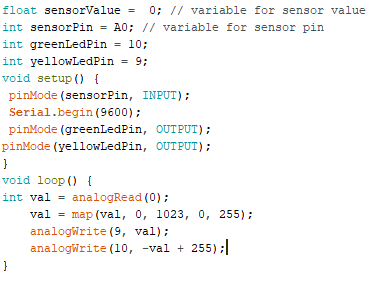 float sensorValue =  0; // variable for sensor value
int sensorPin = A0; // variable for sensor pin
int greenLedPin = 10;
int yellowLedPin = 9;
void setup() {
 pinMode(sensorPin, INPUT);
 Serial.begin(9600);
 pinMode(greenLedPin, OUTPUT);
pinMode(yellowLedPin, OUTPUT);
}
void loop() {
int val = analogRead(0);
    val = map(val, 0, 1023, 0, 255);
    analogWrite(9, val);
    analogWrite(10, -val + 255);
}